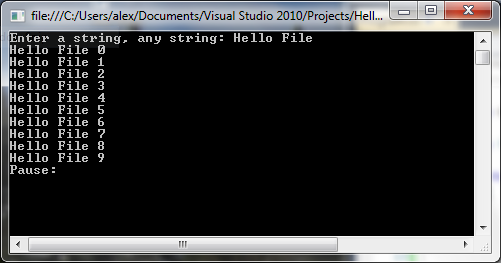 file:///C:/Users/alex/Documents/Visual Studio 2010/Projects/Hell...
Enter a string, any string: Hello File
Hello File 0
Hello File 1
Hello File 2
Hello File 3
Hello File 4
Hello File 5
Hello File 6
Hello File 7
Hello File 8
Hello File 9
Pause: